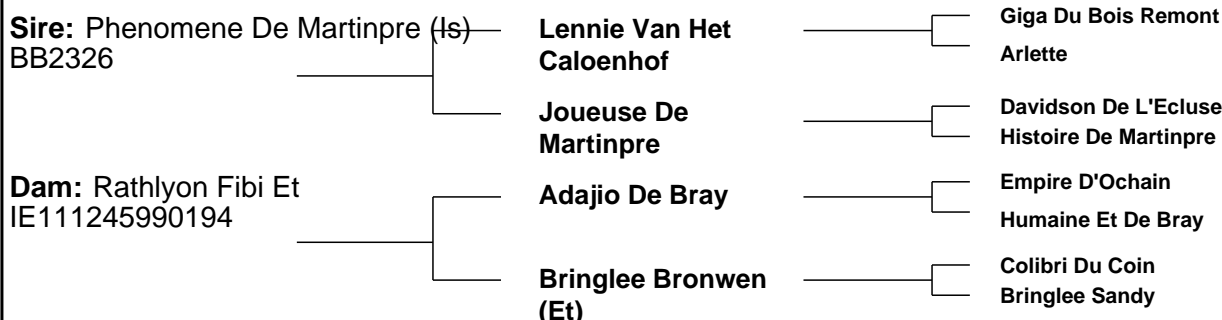 Sire: Phenomene De Martinpre (Is)
BB2326
Lennie Van Het
Caloenhof
Giga Du Bois Remont
Arlette
Joueuse De
Martinpre
Davidson De L'Ecluse
Histoire De Martinpre
Dam: Rathlyon Fibi Et
IE111245990194
Adajio De Bray
Empire D'Ochain
Humaine Et De Bray
Bringlee Bronwen
(Et)
Colibri Du Coin
Bringlee Sandy